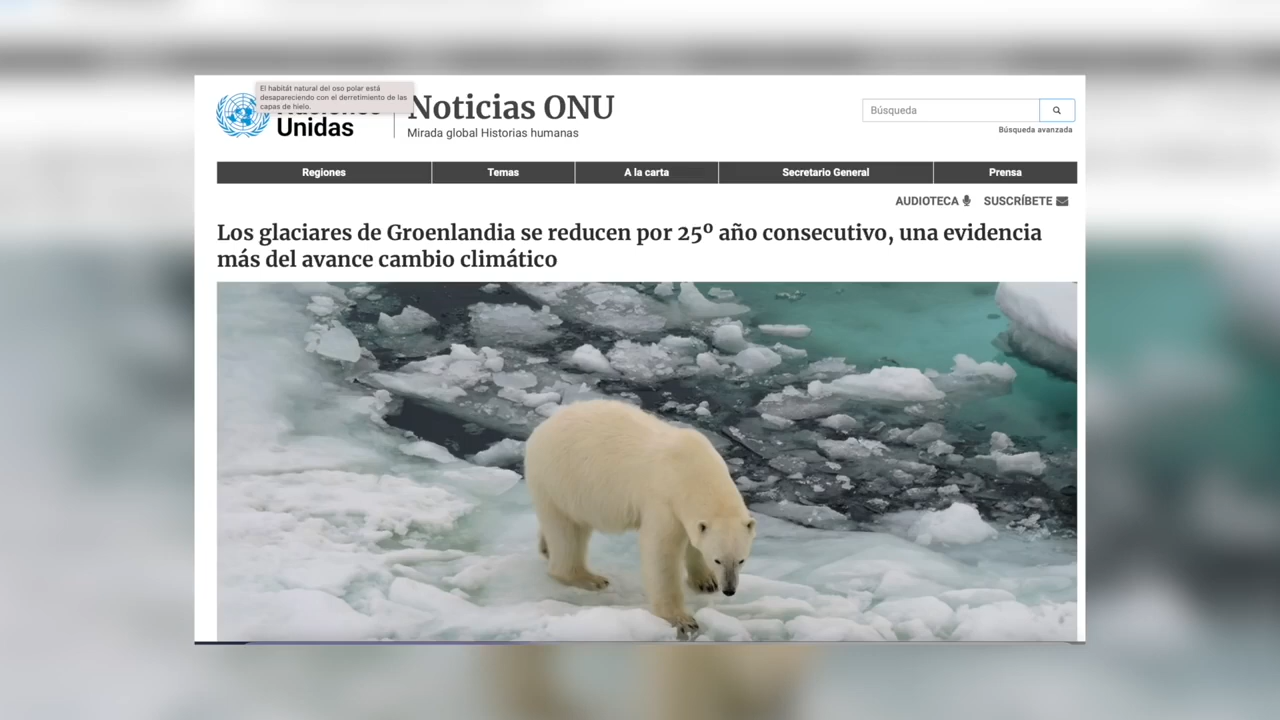 El habitát natural del oso polar está
desapareciendo con el derretimiento de las
capas de hielo.
Unidas
Noticias ONU
Mirada global Historias humanas
Búsqueda
Búsqueda avanzada
Regiones
Temas
A la carta
Secretario General
Prensa
AUDIOTECA
SUSCRÍBETE
Los glaciares de Groenlandia se reducen por 25º año consecutivo, una evidencia
más del avance cambio climático